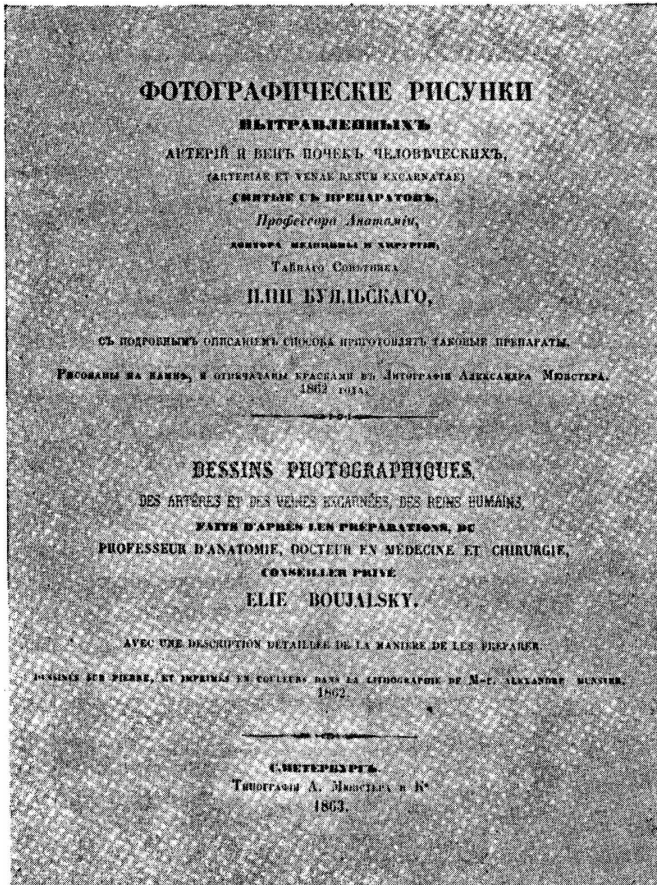 ФОТОГРАФИЧЕСКІЕ РИСУНКИ
ВЫТРАВЛЕННЫХЪ
АРТЕРІЙ И ВЕНЪ ПОЧЕКЪ ЧЕЛОВѢЧЕСКИХЪ,
(ARTERIAE ET VENAE RENUM EXCARNATAE)
СНЯТЫЕ СЪ ПРЕПАРАТОВЪ,
Профессора Анатоміи,
ДОКТОРА МЕДИЦИНЫ И ХИРУРГІИ,
ТАЙНАГО СОВѢТНИКА
ИЛІИ БУЯЛЬСКАГО,
СЪ ПОДРОБНЫМЪ ОПИСАНІЕМЪ СПОСОБА ПРИГОТОВЛЯТЬ ТАКОВЫЕ ПРЕПАРАТЫ.
РИСОВАНЫ НА КАМНѢ, И ОТПЕЧАТАНЫ КРАСКАМИ ВЪ ЛИТОГРАФІИ АЛЕКСАНДРА МЮНСТЕРА.
1862 ГОДА.
DESSINS PHOTOGRAPHIQUES,
DES ARTÈRES ET DES VEINES EXCARNÉES, DES REINS HUMAINS,
FAITS D'APRÈS LES PRÉPARATIONS, DU
PROFESSEUR D'ANATOMIE, DOCTEUR EN MÉDECINE ET CHIRURGIE,
CONSEILLER PRIVÉ
ELIE BOUJALSKY.
AVEC UNE DESCRIPTION DÉTAILLÉE DE LA MANIÈRE DE LES PRÉPARER.
DESSINÉS SUR PIERRE, ET IMPRIMÉS EN COULEURS DANS LA LITHOGRAPHIE DE M-r. ALEXANDRE MUNSTER.
1862.
С.ПЕТЕРБУРГЪ.
ТИПОГРАФІЯ А. МЮНСТЕРА И К°
1863.